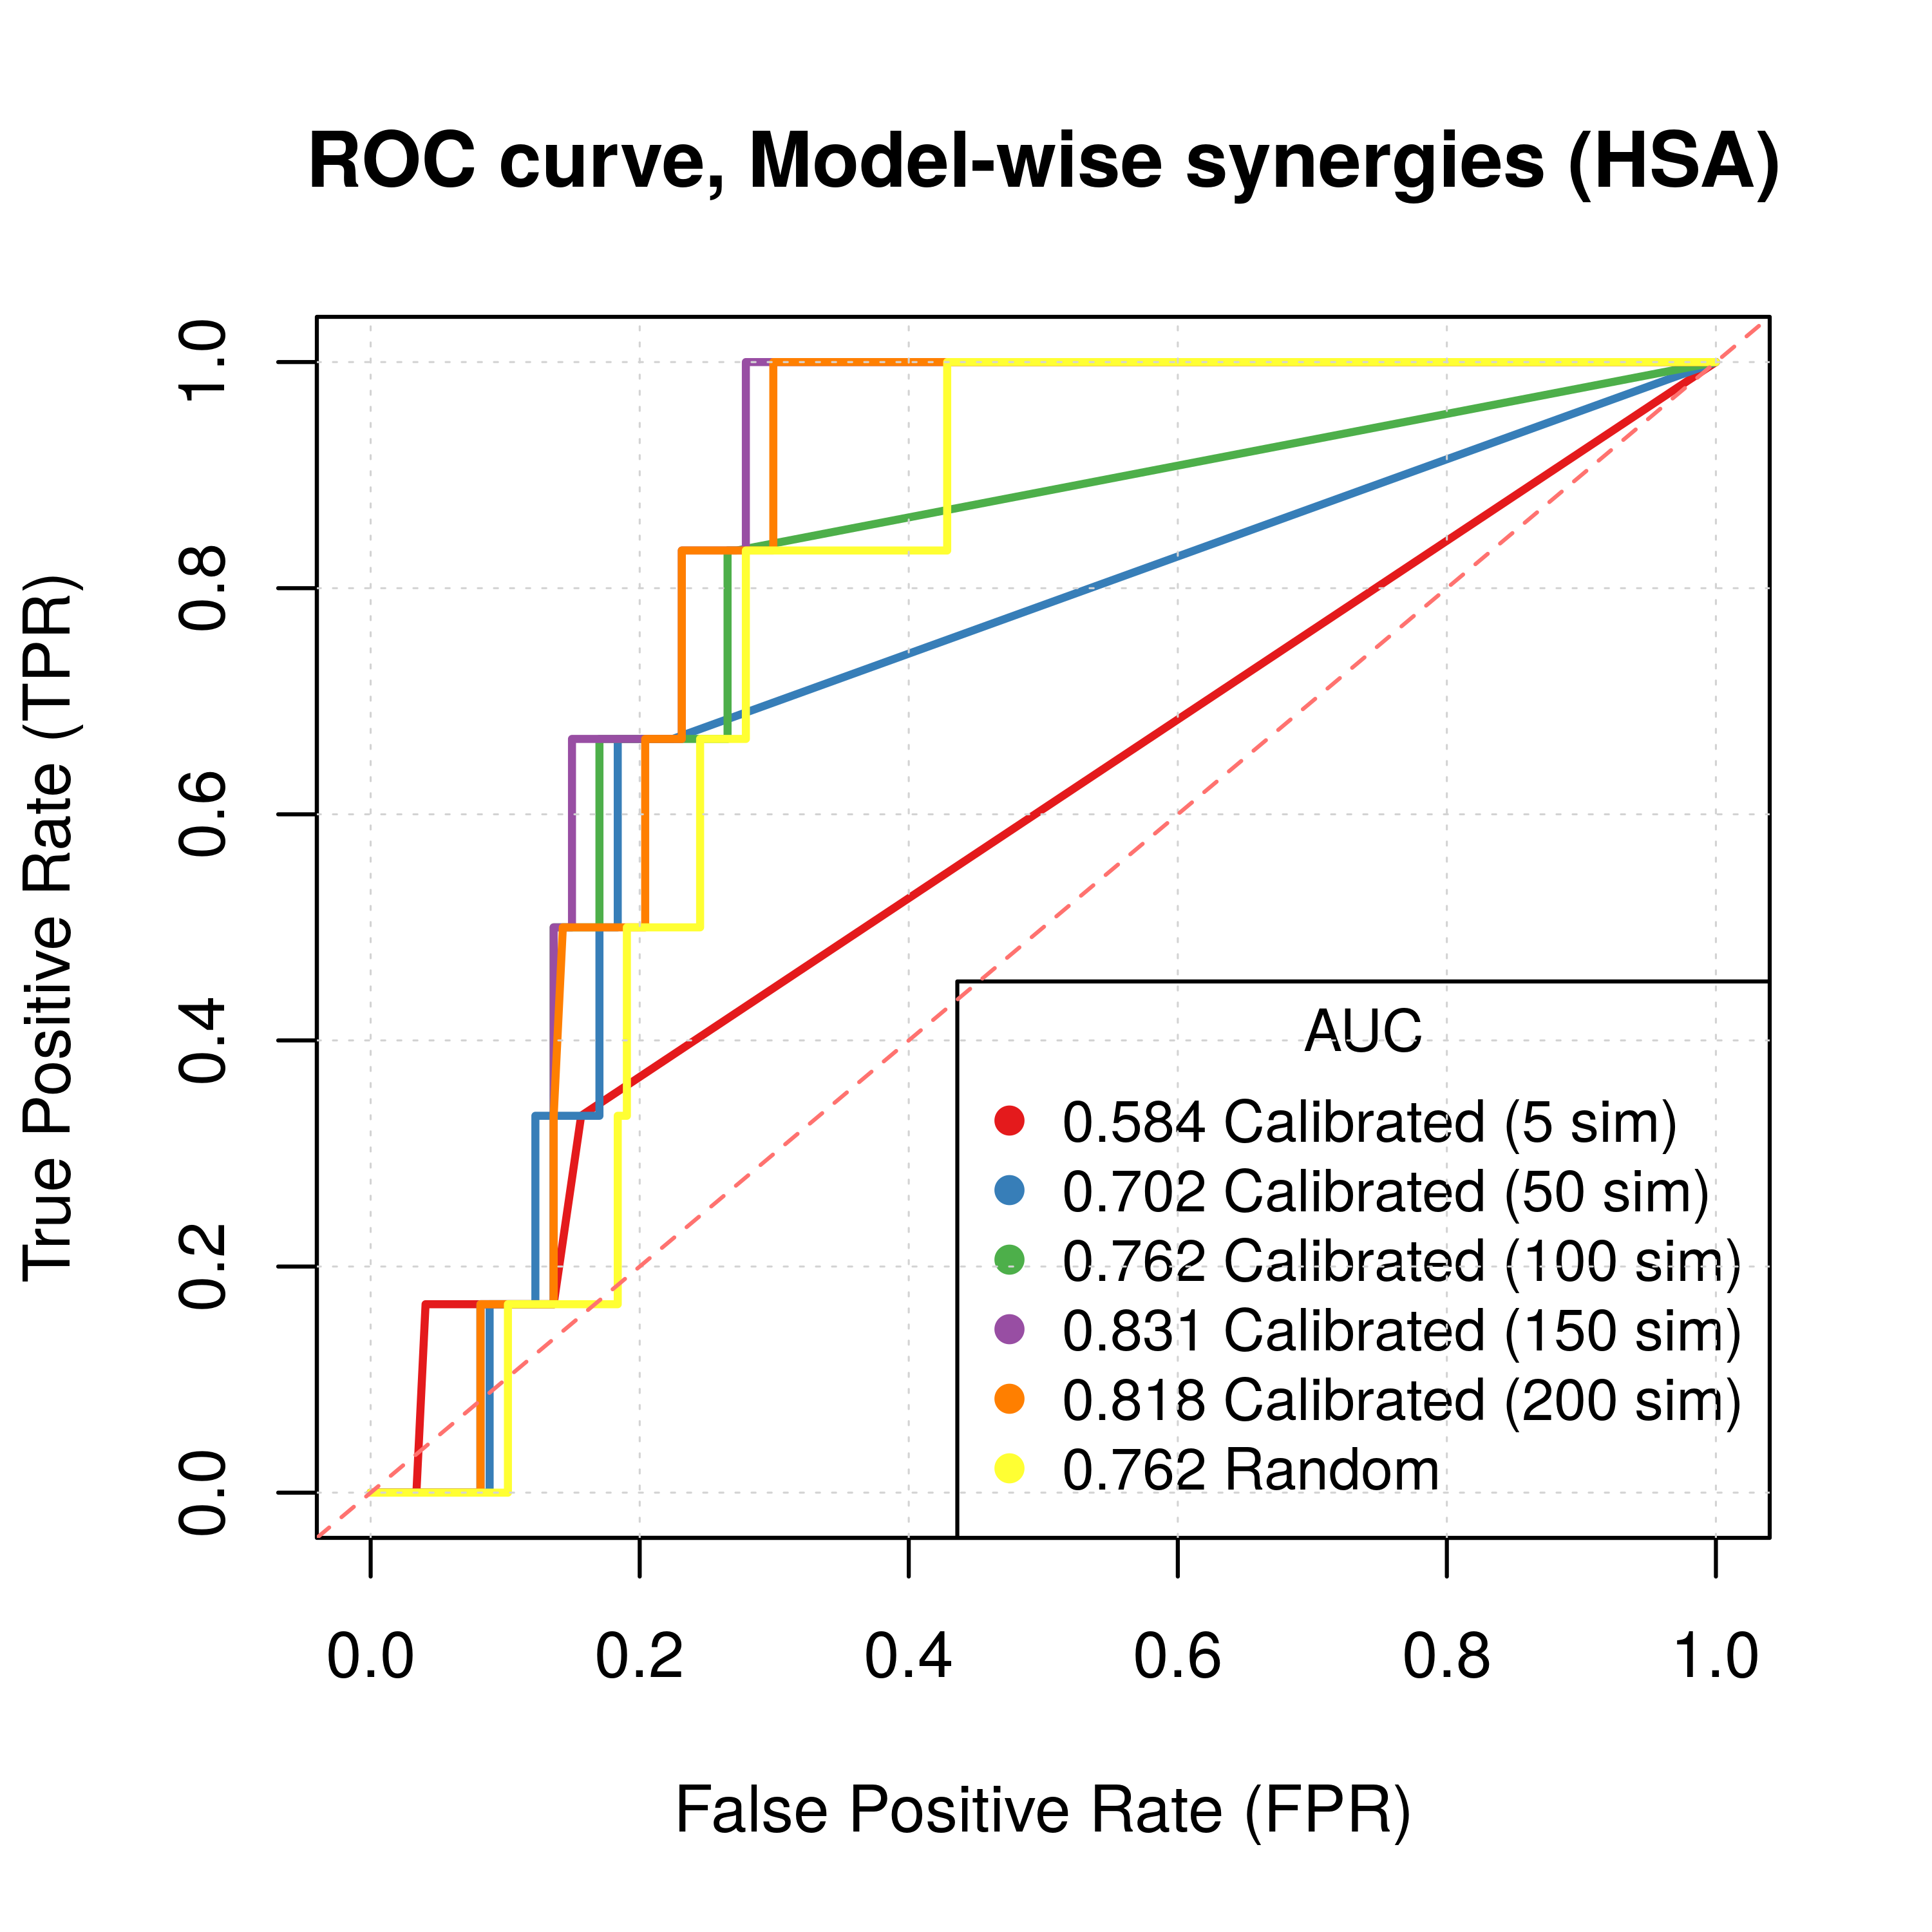 ROC curve, Model-wise synergies (HSA)
True Positive Rate (TPR)
1.0
0.8
0.6
0.4
0.2
0.0
AUC
0.584 Calibrated (5 sim)
0.702 Calibrated (50 sim)
0.762 Calibrated (100 sim)
0.831 Calibrated (150 sim)
0.818 Calibrated (200 sim)
0.762 Random
0.0 0.2 0.4 0.6 0.8 1.0
False Positive Rate (FPR)